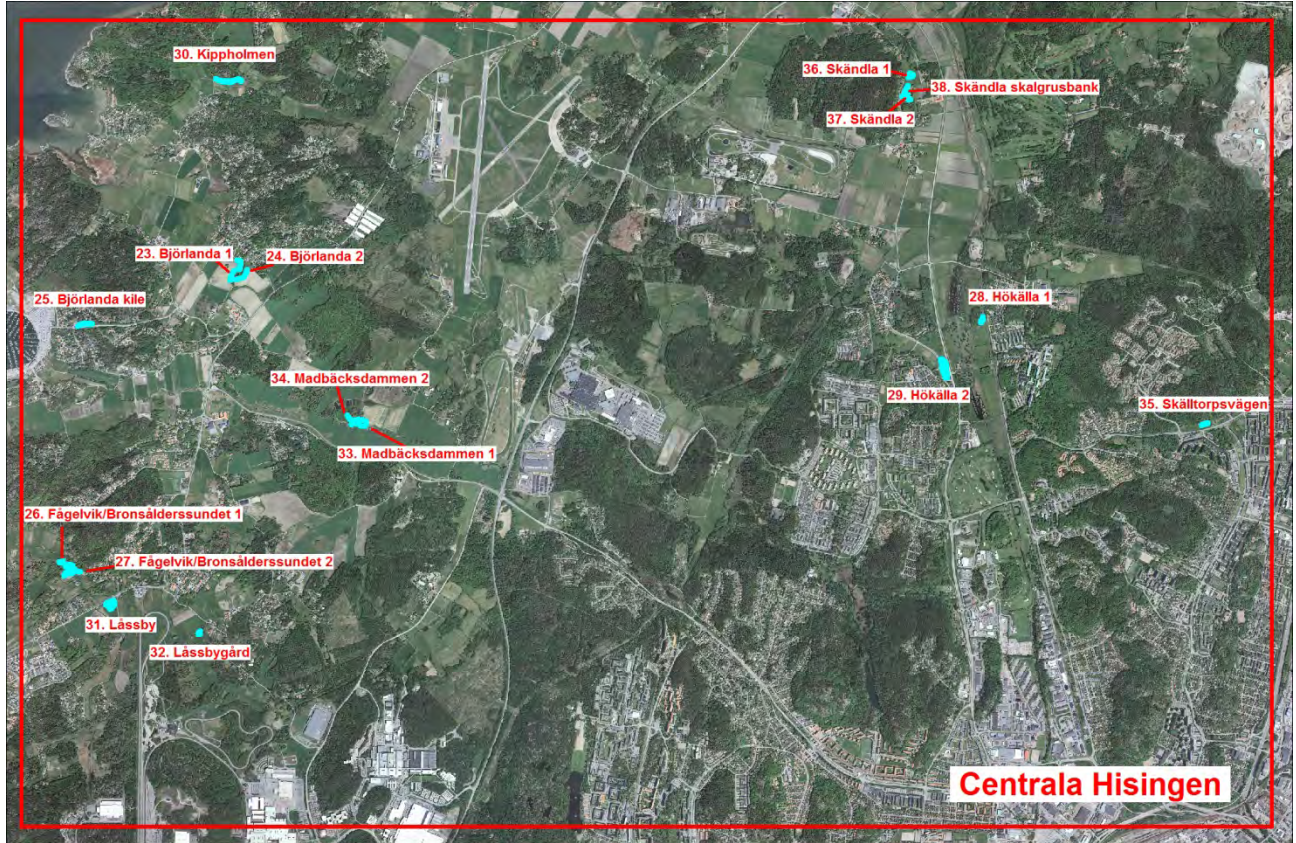 30. Kippholmen
36. Skändla 1
38. Skändla skalgrusbank
37. Skändla 2
23. Björlanda 1
24. Björlanda 2
25. Björlanda kile
28. Hökälla 1
34. Madbäcksdammen 2
29. Hökälla 2
35. Skälltorpsvägen
33. Madbäcksdammen 1
26. Fågelvik/Bronsålderssundet 1
27. Fågelvik/Bronsålderssundet 2
31. Låssby
32. Låssbygård
Centrala Hisingen